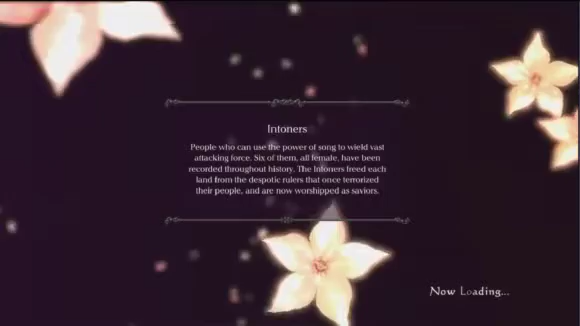 Intoners
People who can use the power of song to wield vast
attacking force. Six of them, all female, have been
recorded throughout history. The Intoners freed each
land from the despotic rulers that once terrorized
their people, and are now worshipped as saviors.
Now Loading...